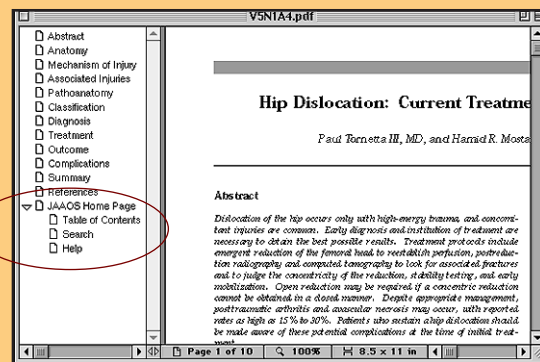 V5N1A4.pdf
Abstract
Anatomy
Mechanism of Injury
Associated Injuries
Pathoanatomy
Classification
Diagnosis
Treatment
Outcome
Complications
Summary
References
JAAOS Home Page
Table of Contents
Search
Help
Hip Dislocation: Current Treatme
Paul Tornetta III, MD, and Hamid R. Mosta
Abstract
Dislocation of the hip occurs only with high-energy trauma, and concomi-
tant injuries are common. Early diagnosis and institution of treatment are
necessary to obtain the best possible results. Treatment protocols include
emergent reduction of the femoral head to reestablish perfusion, postreduc-
tion radiography and computed tomography to look for associated fractures
and to judge the concentricity of the reduction, stability testing, and early
mobilization. Open reduction may be required if a concentric reduction
cannot be obtained in a closed manner. Despite appropriate management,
posttraumatic arthritis and avascular necrosis may occur, with reported
rates as high as 15% to 30%. Patients who sustain a hip dislocation should
be made aware of these potential complications at the time of initial treat-
ment.
Page 1 of 10
100%
8.5 x 11 in